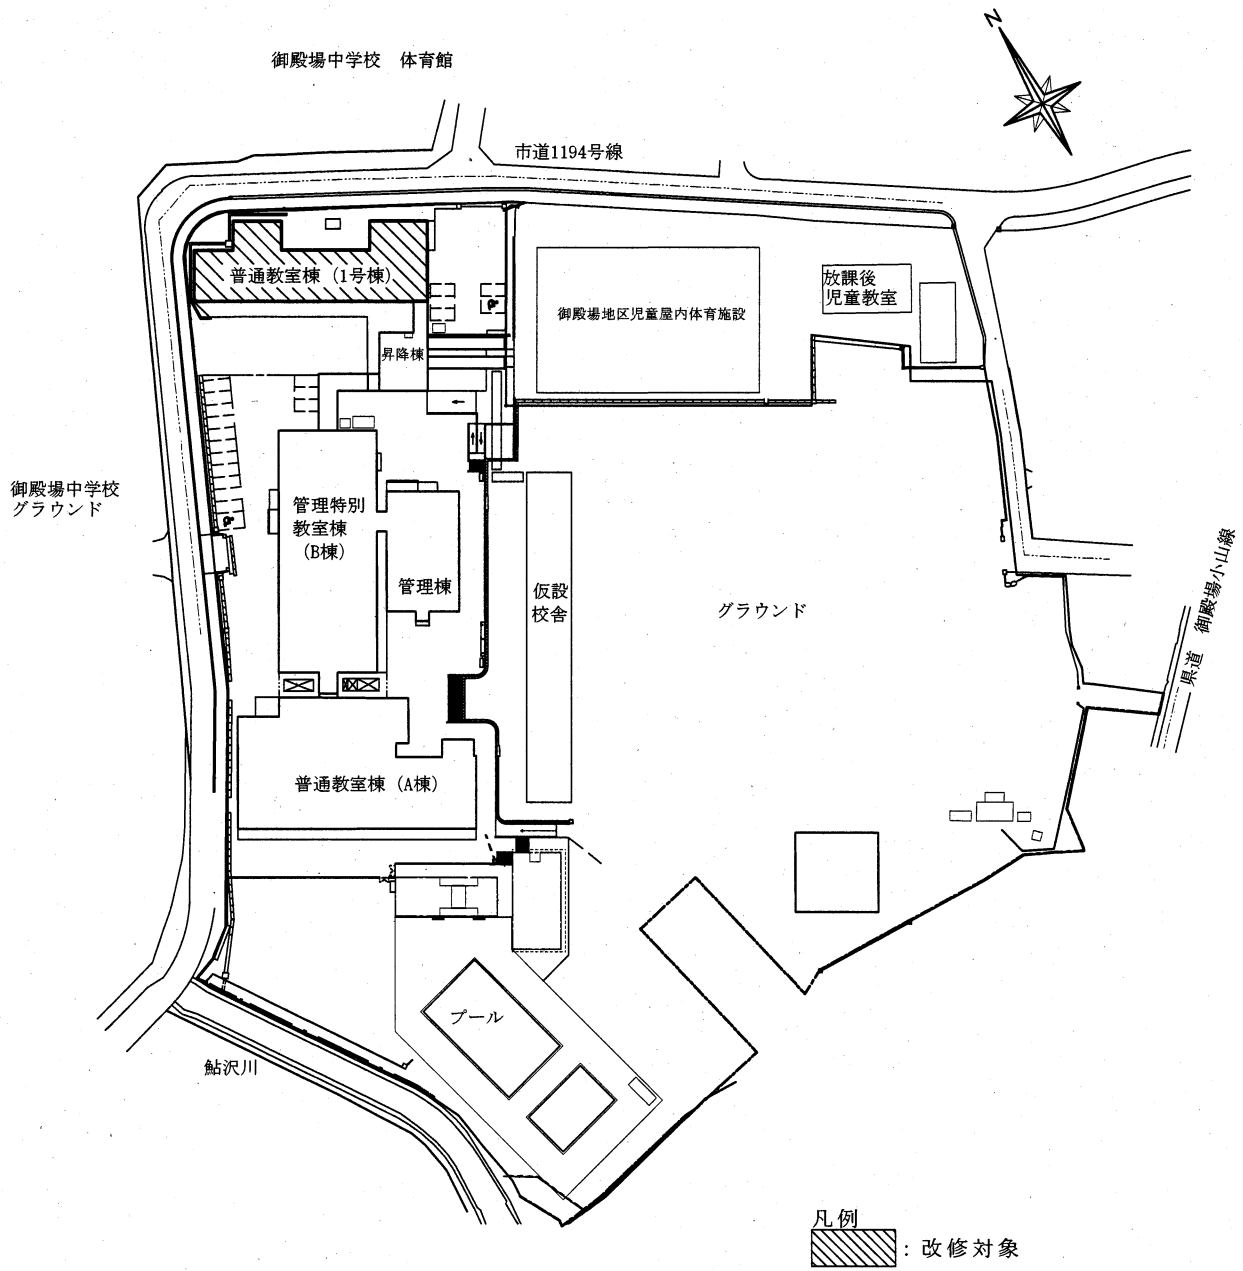 N
御殿場中学校　体育館
市道1194号線
普通教室棟（1号棟）
放課後
児童教室
御殿場地区児童屋内体育施設
昇降棟
御殿場中学校
グラウンド
管理特別
教室棟
（B棟）
管理棟
仮設
校舎
グラウンド
県道　御殿場小山線
普通教室棟（A棟）
プール
鮎沢川
凡例
：改修対象